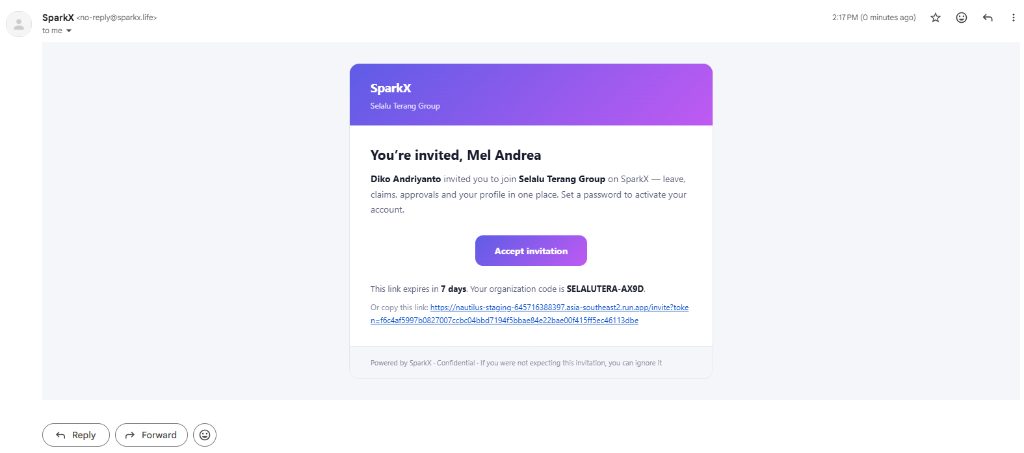 SparkX <no-reply@sparkx.life>
2:17 PM (0 minutes ago)
to me
SparkX
Selalu Terang Group
You're invited, Mel Andrea
Diko Andriyanto invited you to join Selalu Terang Group on SparkX — leave,
claims, approvals and your profile in one place. Set a password to activate your
account.
Accept invitation
This link expires in 7 days. Your organization code is SELALUTERA-AX9D.
Or copy this link: https://nautilus-staging-645716388397.asia-southeast2.run.app/invite?toke
n=f6c4af5997b0827007ccbc04bbd7194f5bbae84e22bae00f415ff5ec46113dbe
Powered by SparkX · Confidential · If you were not expecting this invitation, you can ignore it
Reply
Forward